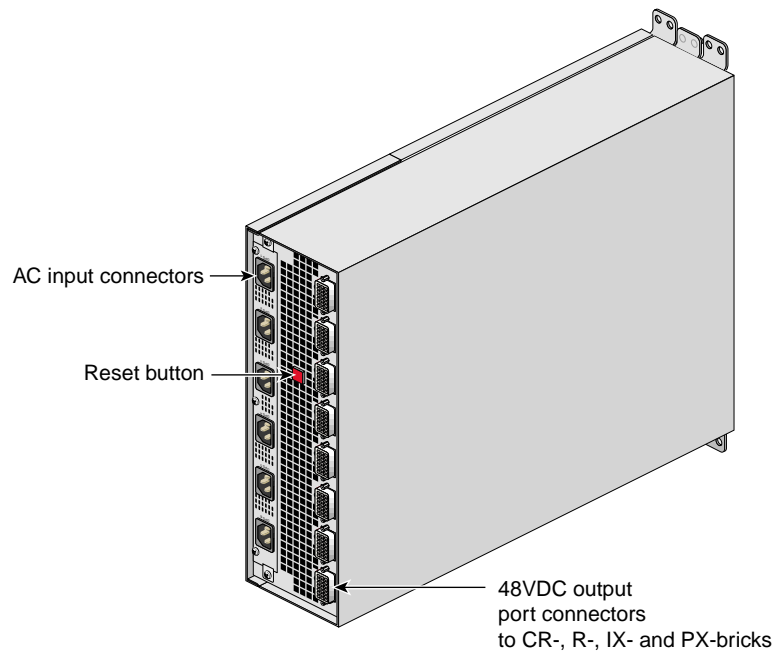 AC input connectors
Reset button
48VDC output
port connectors
to CR-, R-, IX- and PX-bricks